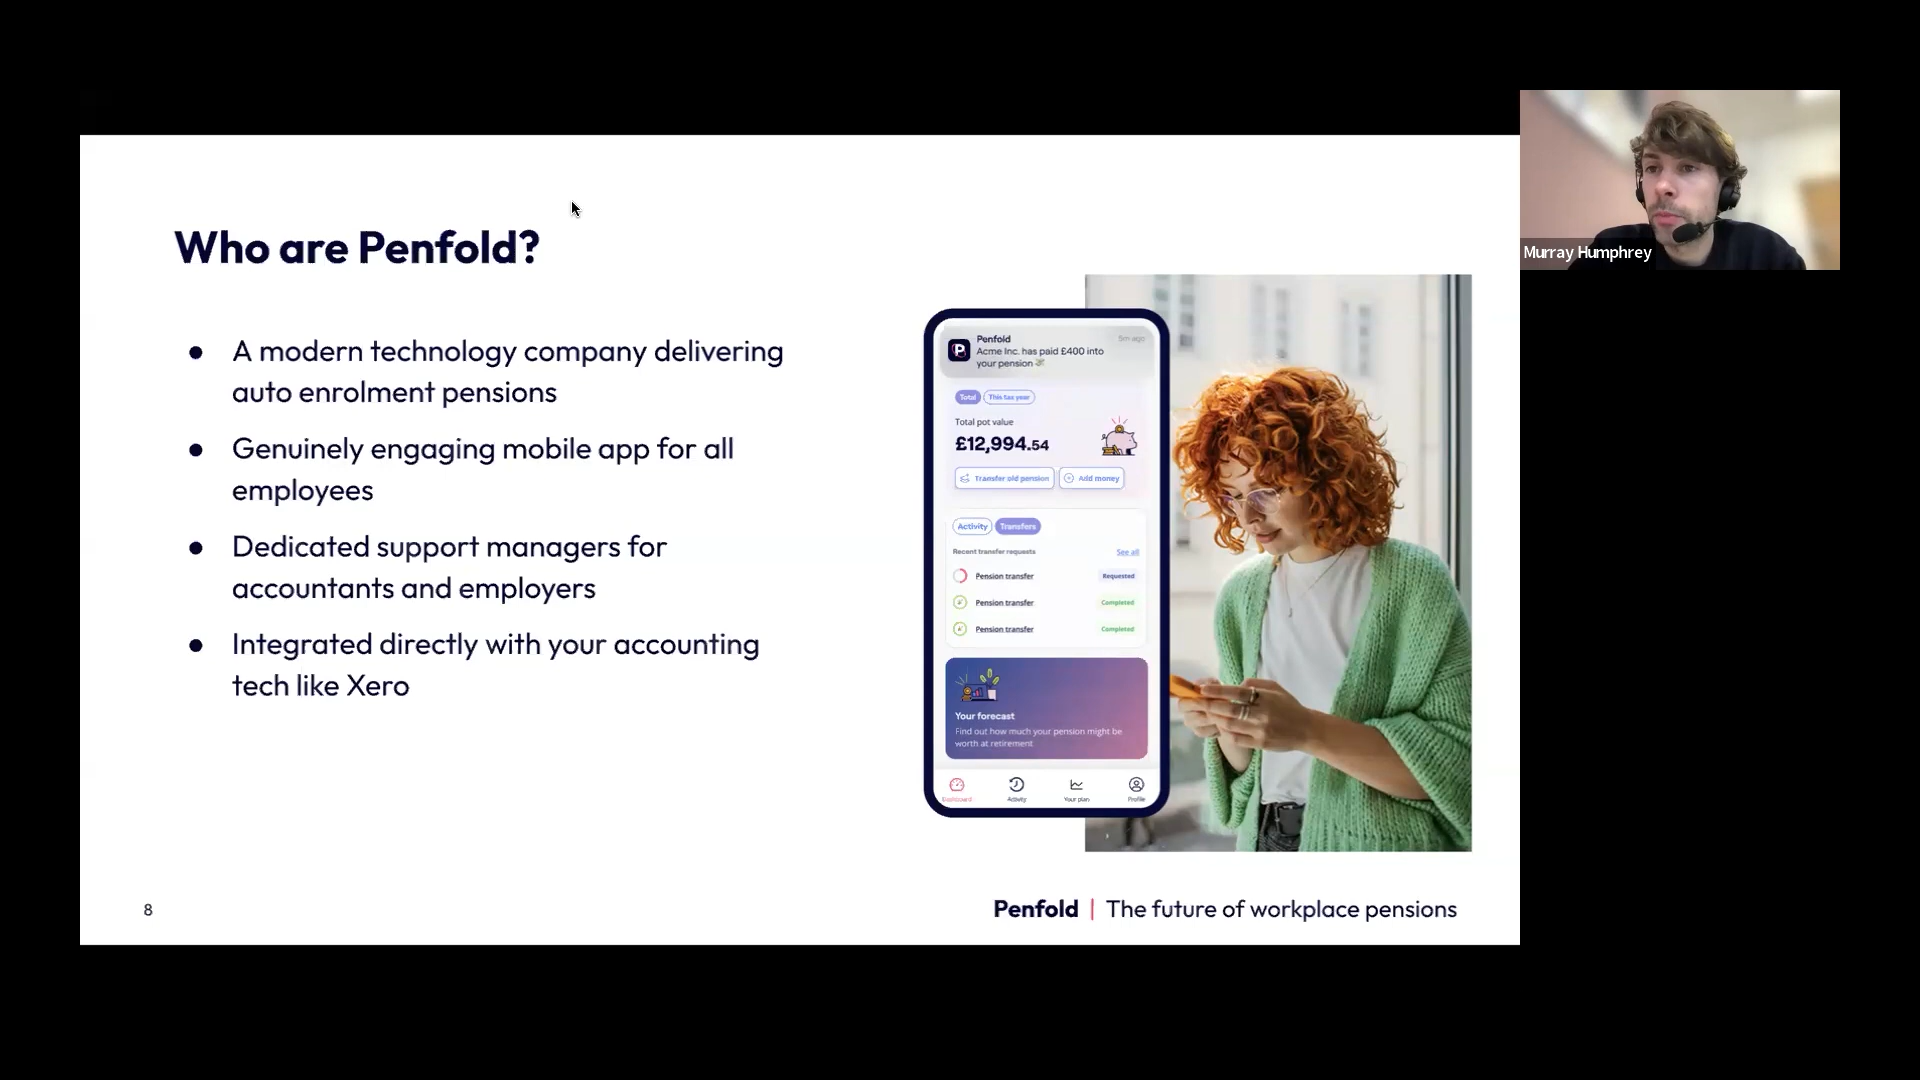 Murray Humphrey
Who are Penfold?
● A modern technology company delivering
auto enrolment pensions
● Genuinely engaging mobile app for all
employees
● Dedicated support managers for
accountants and employers
● Integrated directly with your accounting
tech like Xero
Penfold
5m ago
Acme Inc. has paid £400 into
your pension 💸
Total
This tax year
Total pot value
£12,994.54
Transfer old pension
Add money
Activity
Transfers
Recent transfer requests
See all
Pension transfer
Requested
Pension transfer
Completed
Pension transfer
Completed
Your forecast
Find out how much your pension might be
worth at retirement
Dashboard
Activity
Your plan
Profile
8
Penfold | The future of workplace pensions